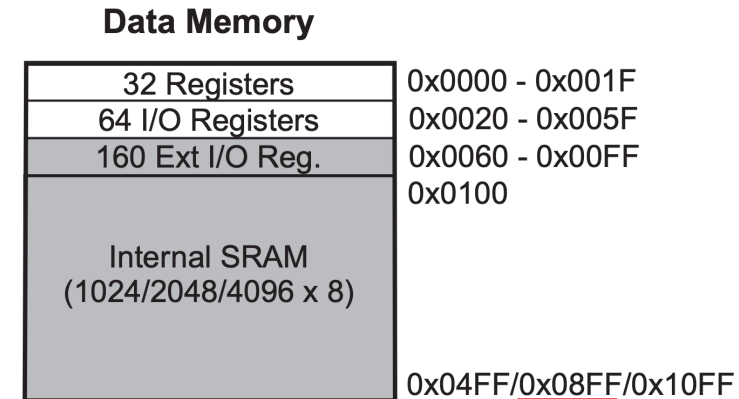 Data Memory
32 Registers 0x0000 - 0x001F
64 I/O Registers 0x0020 - 0x005F
160 Ext I/O Reg. 0x0060 - 0x00FF
0x0100
Internal SRAM
(1024/2048/4096 x 8)
0x04FF/0x08FF/0x10FF